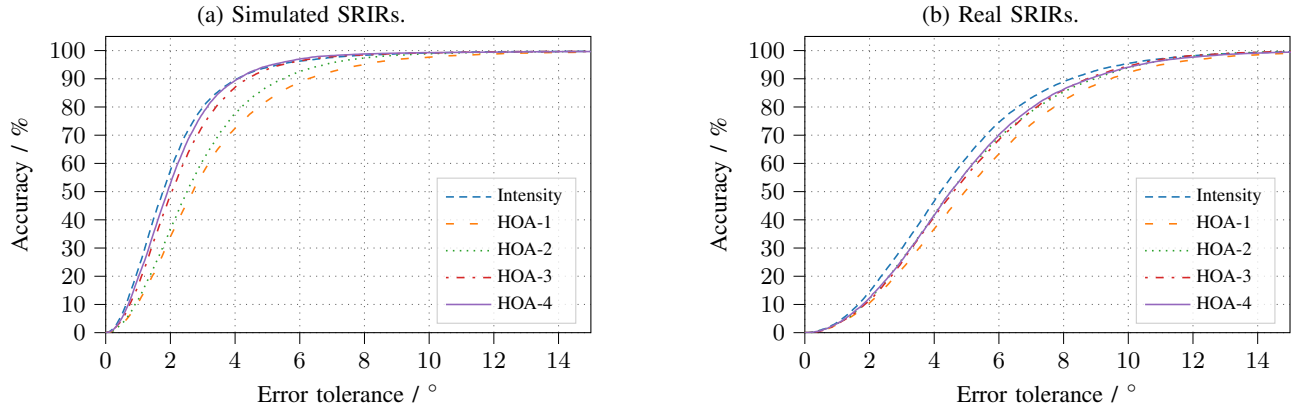 (a) Simulated SRIRs.
100
90
80
70
60
50
40
30
20
10
0
Accuracy / %
Intensity
HOA-1
HOA-2
HOA-3
HOA-4
0 2 4 6 8 10 12 14
Error tolerance / °
(b) Real SRIRs.
100
90
80
70
60
50
40
30
20
10
0
Accuracy / %
Intensity
HOA-1
HOA-2
HOA-3
HOA-4
0 2 4 6 8 10 12 14
Error tolerance / °